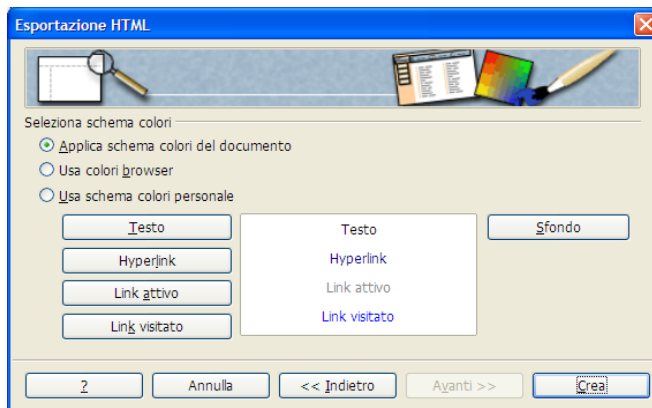 Esportazione HTML
Seleziona schema colori
Applica schema colori del documento
Usa colori browser
Usa schema colori personale
Testo
Testo
Sfondo
Hyperlink
Hyperlink
Link attivo
Link attivo
Link visitato
Link visitato
?
Annulla
<< Indietro
Avanti >>
Crea